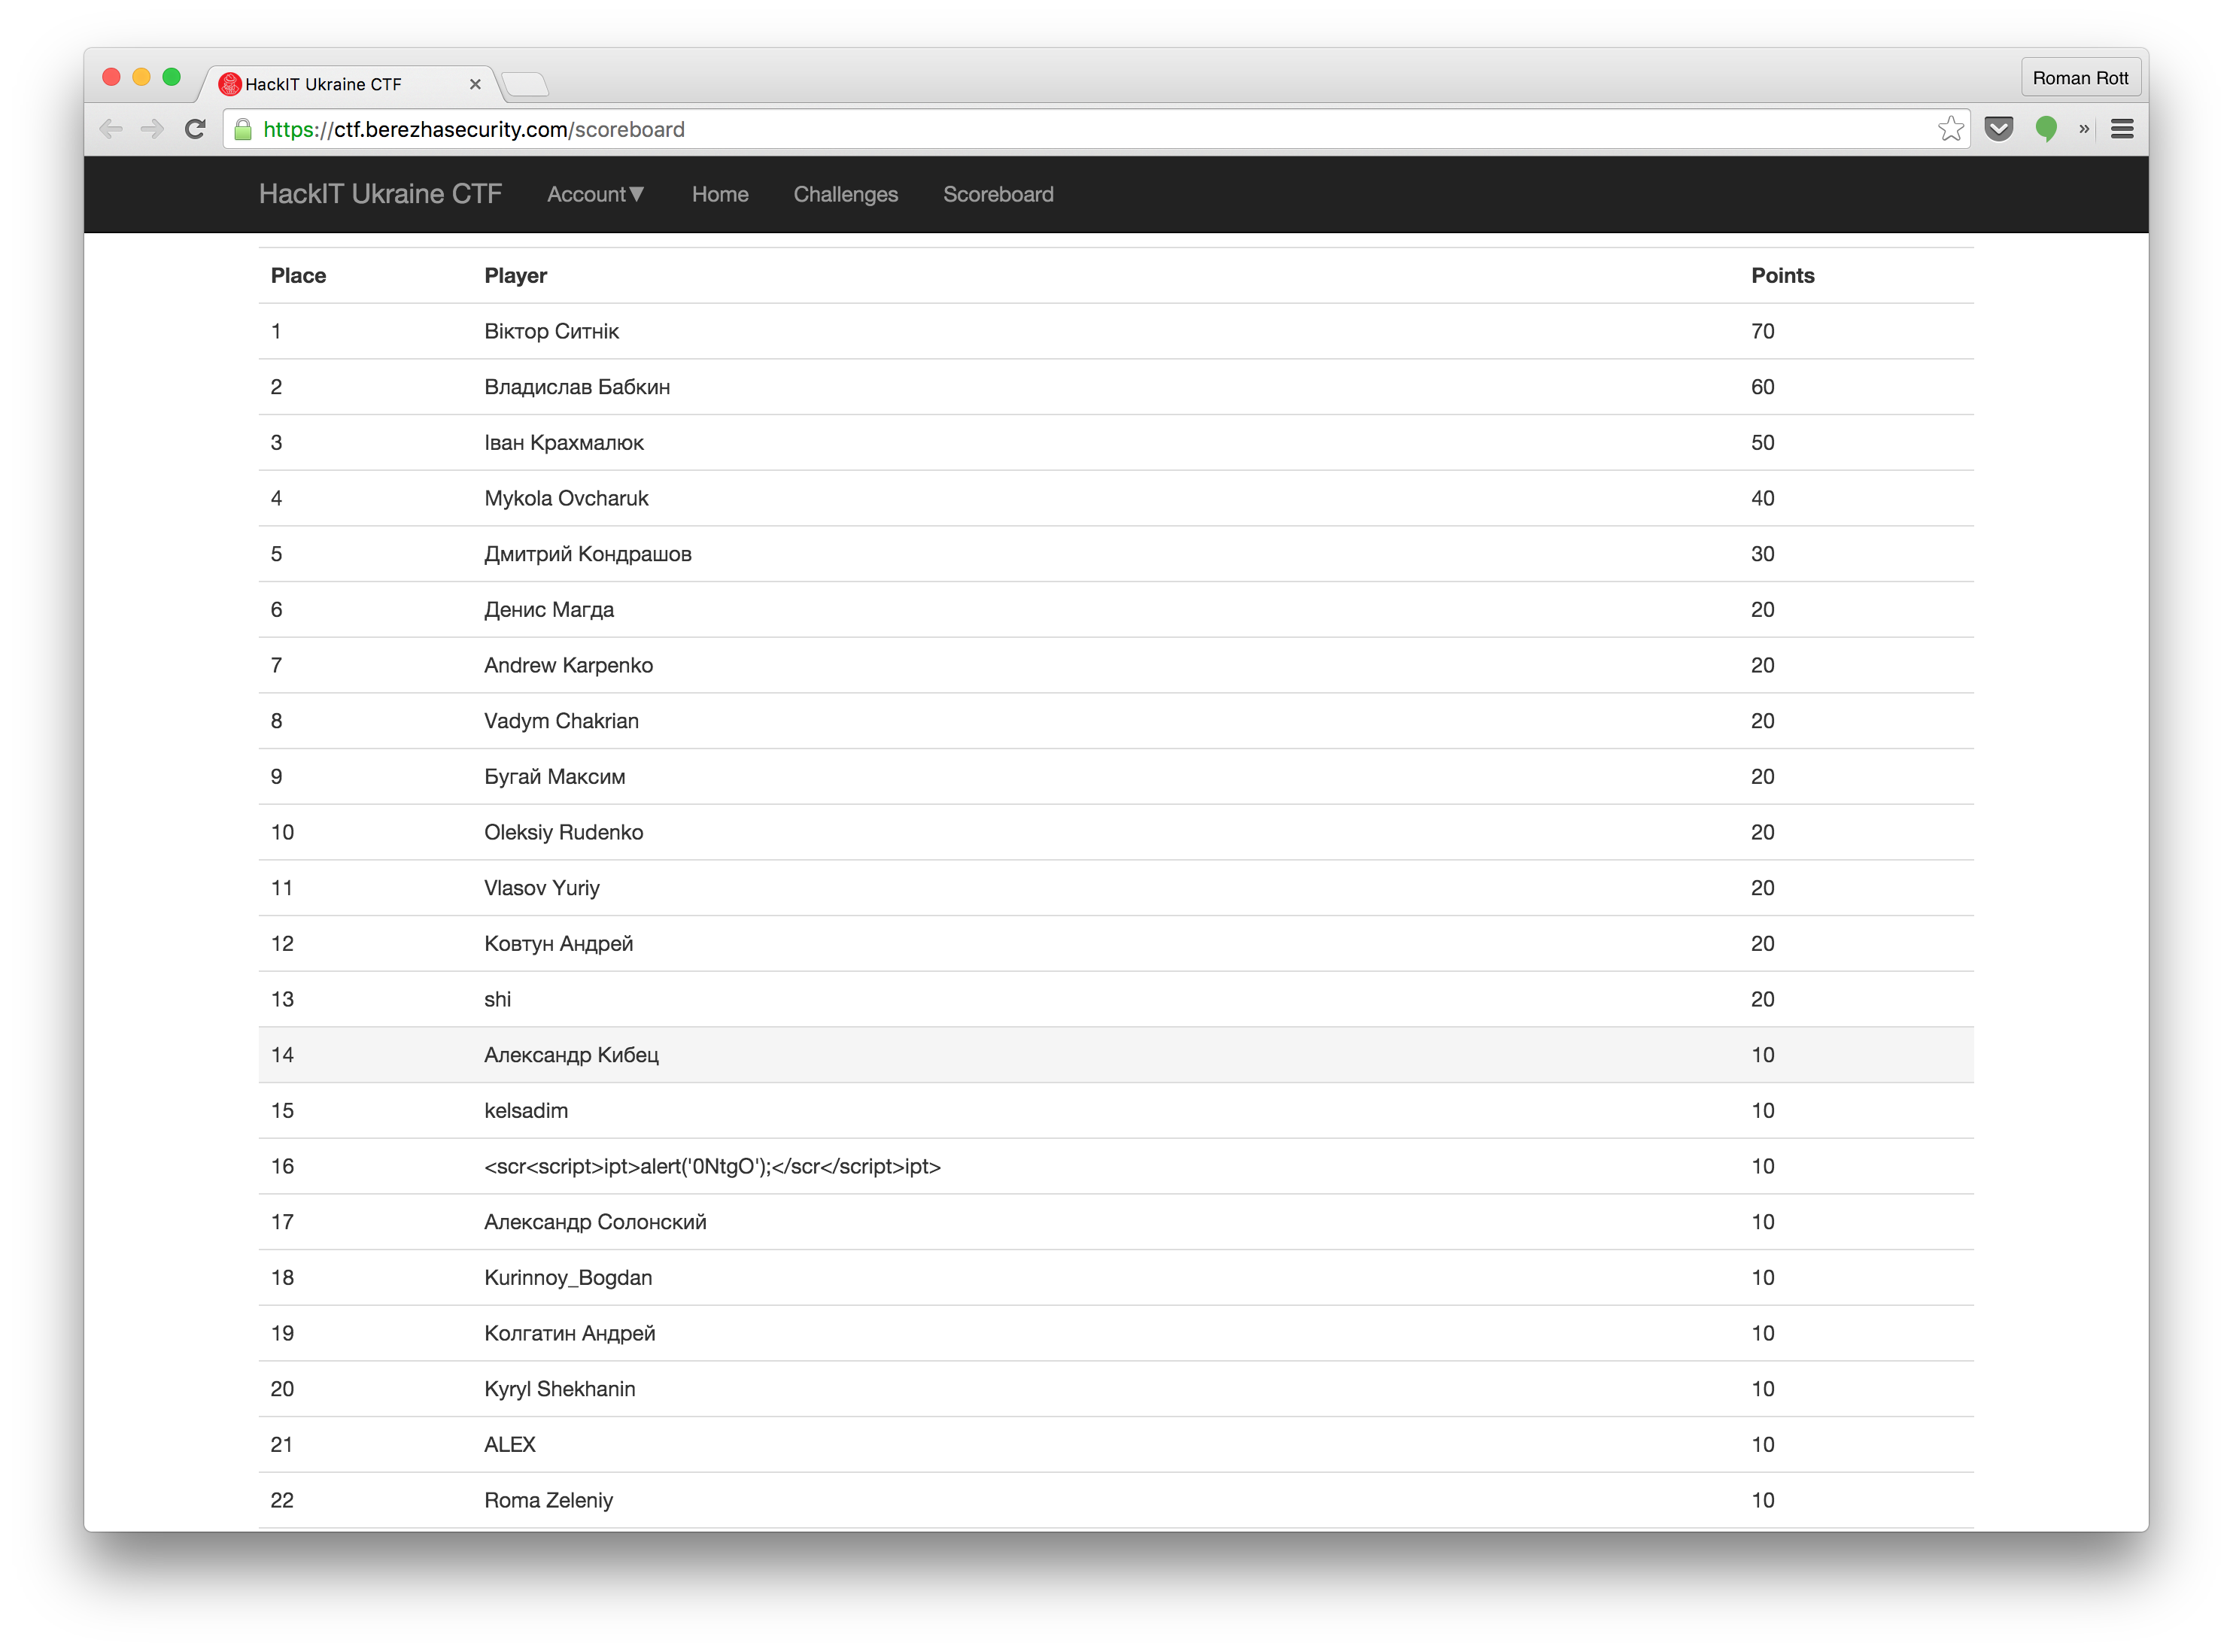 HackIT Ukraine CTF
Roman Rott
https://ctf.berezhasecurity.com/scoreboard
HackIT Ukraine CTF Account▼ Home Challenges Scoreboard
Place Player Points
1 Віктор Ситнік 70
2 Владислав Бабкин 60
3 Іван Крахмалюк 50
4 Mykola Ovcharuk 40
5 Дмитрий Кондрашов 30
6 Денис Магда 20
7 Andrew Karpenko 20
8 Vadym Chakrian 20
9 Бугай Максим 20
10 Oleksiy Rudenko 20
11 Vlasov Yuriy 20
12 Ковтун Андрей 20
13 shi 20
14 Александр Кибец 10
15 kelsadim 10
16 <scr<script>ipt>alert('0NtgO');</scr</script>ipt> 10
17 Александр Солонский 10
18 Kurinnoy_Bogdan 10
19 Колгатин Андрей 10
20 Kyryl Shekhanin 10
21 ALEX 10
22 Roma Zeleniy 10